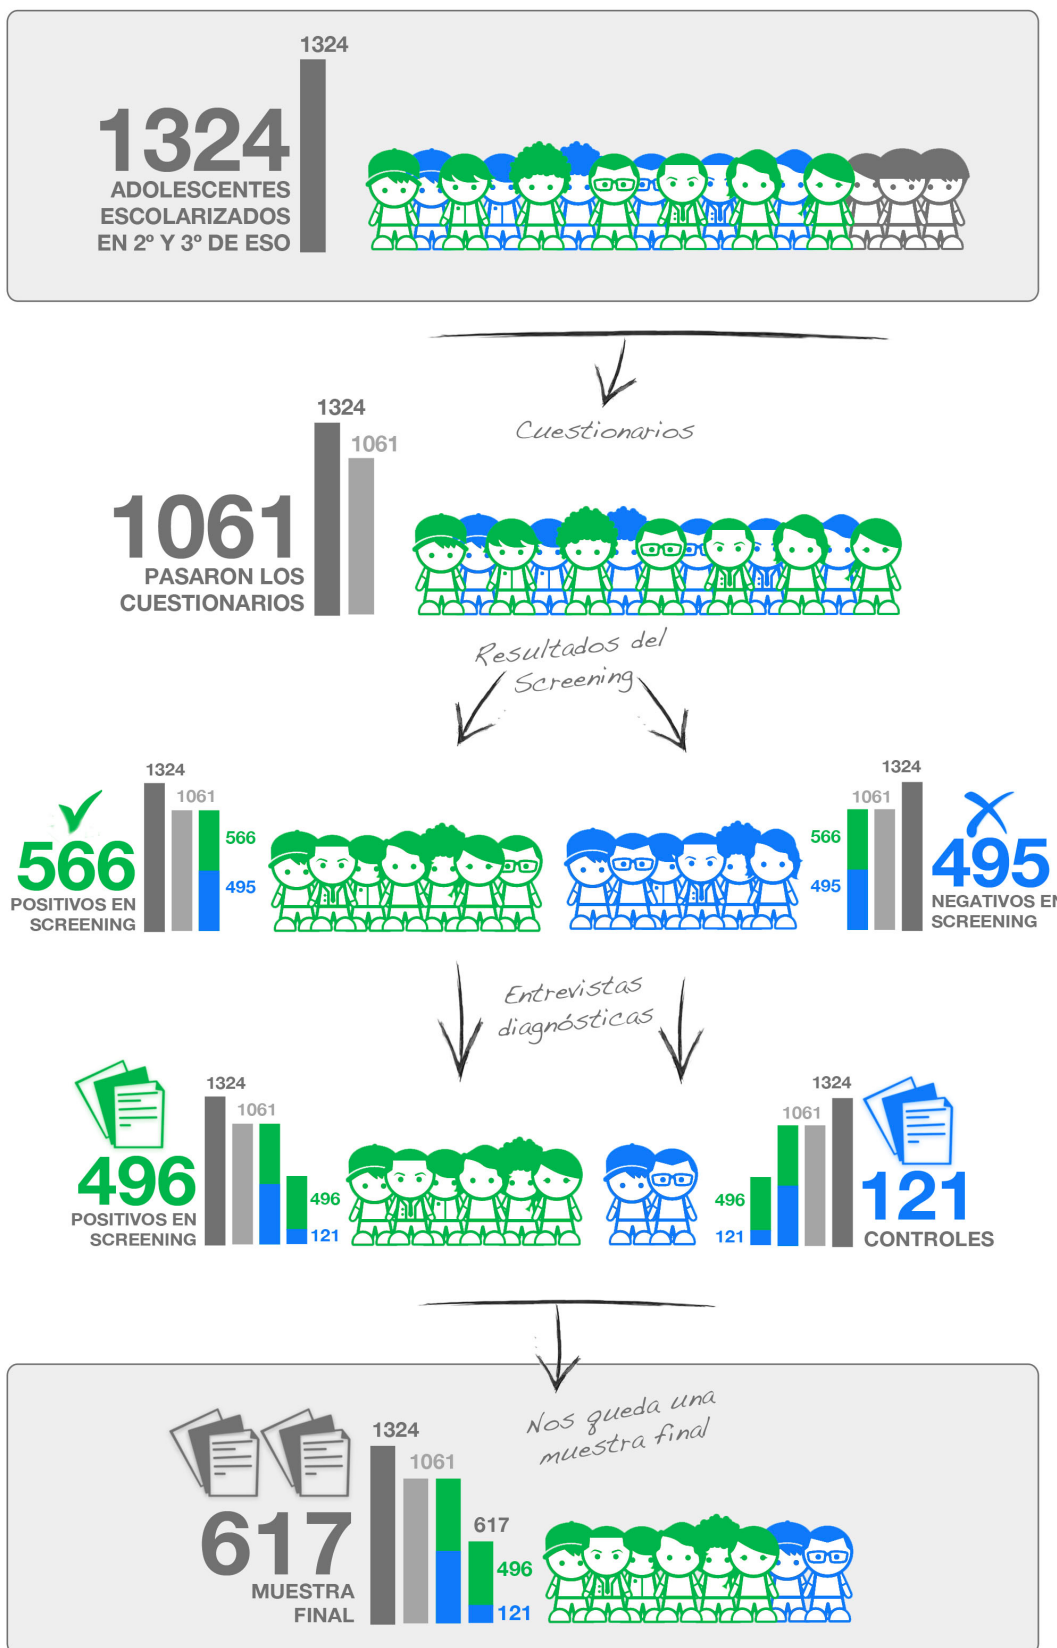 1324
1324
ADOLESCENTES
ESCOLARIZADOS
EN 2º Y 3º DE ESO
Cuestionarios
1324
1061
1061
PASARON LOS
CUESTIONARIOS
Resultados del
Screening
1324
1061
566
495
566
POSITIVOS EN
SCREENING
1324
1061
566
495
495
NEGATIVOS EN
SCREENING
Entrevistas
diagnósticas
1324
1061
496
121
496
POSITIVOS EN
SCREENING
1324
1061
496
121
121
CONTROLES
Nos queda una
muestra final
1324
1061
617
496
121
617
MUESTRA
FINAL